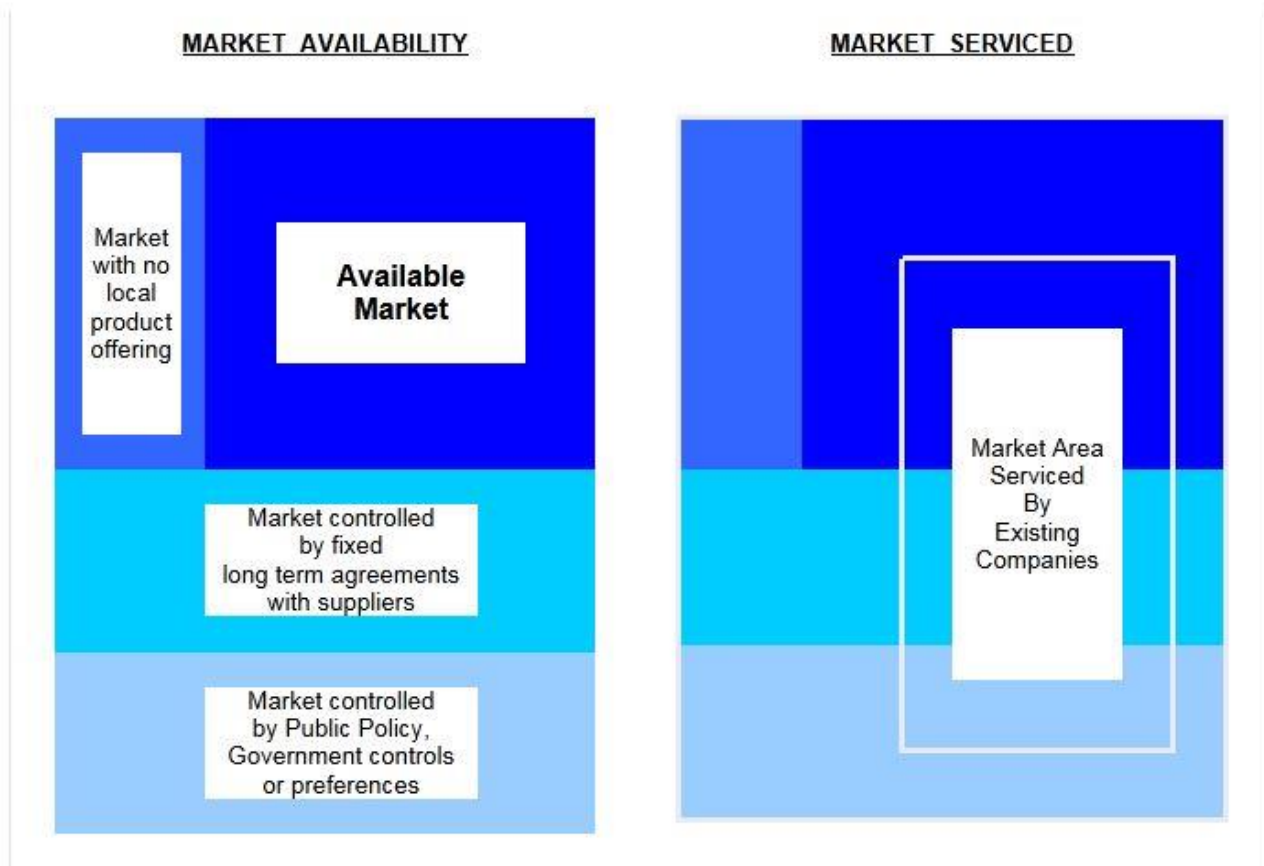 MARKET AVAILABILITY
MARKET SERVICED
Market
with no
local
product
offering
Available
Market
Market controlled
by fixed
long term agreements
with suppliers
Market controlled
by Public Policy,
Government controls
or preferences
Market Area
Serviced
By
Existing
Companies